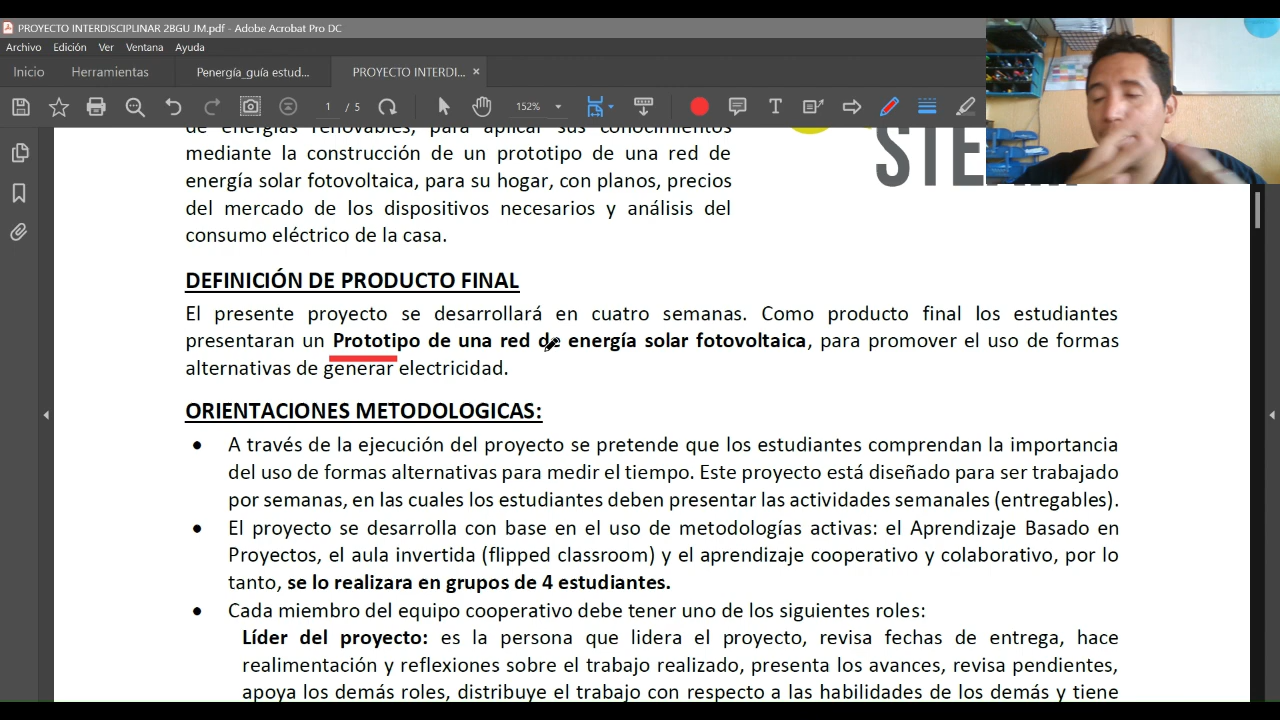 PROYECTO INTERDISCIPLINAR 2BGU JM.pdf - Adobe Acrobat Pro DC
Archivo Edición Ver Ventana Ayuda
Inicio Herramientas Penergía_guía estud... PROYECTO INTERDI... ×
1 / 5 152%
de energías renovables, para aplicar sus conocimientos
mediante la construcción de un prototipo de una red de
energía solar fotovoltaica, para su hogar, con planos, precios
del mercado de los dispositivos necesarios y análisis del
consumo eléctrico de la casa.
DEFINICIÓN DE PRODUCTO FINAL
El presente proyecto se desarrollará en cuatro semanas. Como producto final los estudiantes
presentaran un Prototipo de una red de energía solar fotovoltaica, para promover el uso de formas
alternativas de generar electricidad.
ORIENTACIONES METODOLOGICAS:
• A través de la ejecución del proyecto se pretende que los estudiantes comprendan la importancia
del uso de formas alternativas para medir el tiempo. Este proyecto está diseñado para ser trabajado
por semanas, en las cuales los estudiantes deben presentar las actividades semanales (entregables).
• El proyecto se desarrolla con base en el uso de metodologías activas: el Aprendizaje Basado en
Proyectos, el aula invertida (flipped classroom) y el aprendizaje cooperativo y colaborativo, por lo
tanto, se lo realizara en grupos de 4 estudiantes.
• Cada miembro del equipo cooperativo debe tener uno de los siguientes roles:
Líder del proyecto: es la persona que lidera el proyecto, revisa fechas de entrega, hace
realimentación y reflexiones sobre el trabajo realizado, presenta los avances, revisa pendientes,
apoya los demás roles, distribuye el trabajo con respecto a las habilidades de los demás y tiene